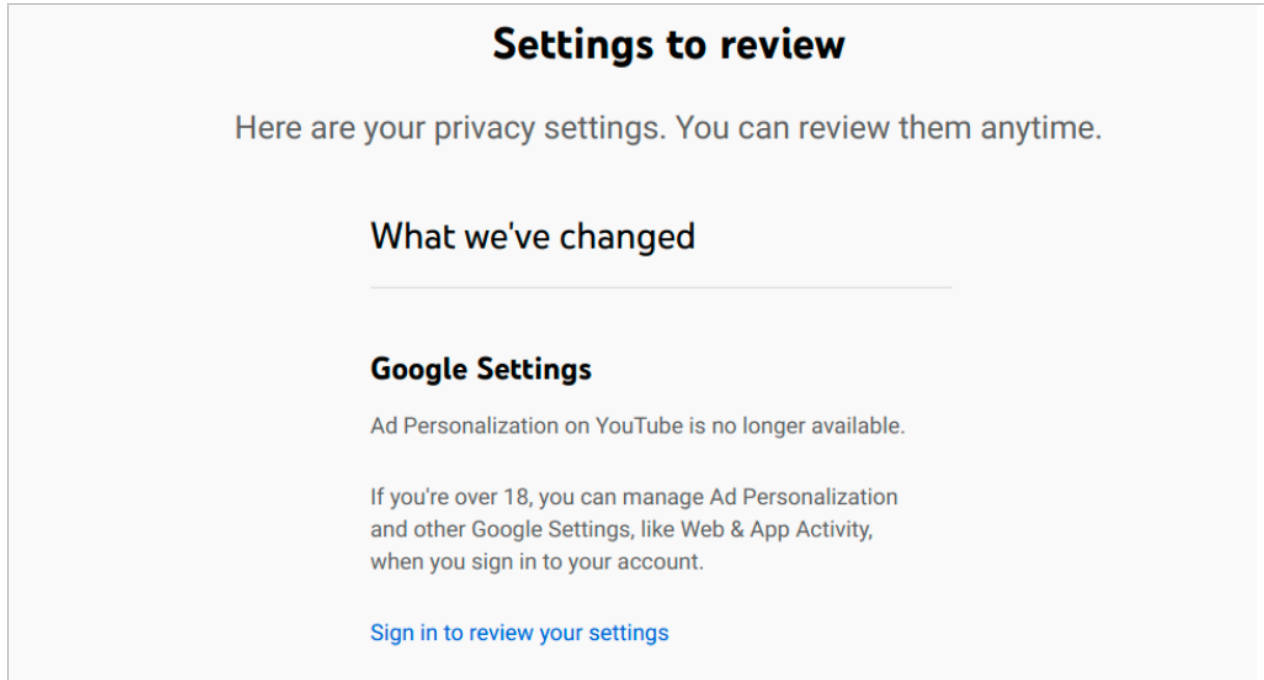 Settings to review
Here are your privacy settings. You can review them anytime.
What we've changed
Google Settings
Ad Personalization on YouTube is no longer available.
If you're over 18, you can manage Ad Personalization
and other Google Settings, like Web & App Activity,
when you sign in to your account.
Sign in to review your settings